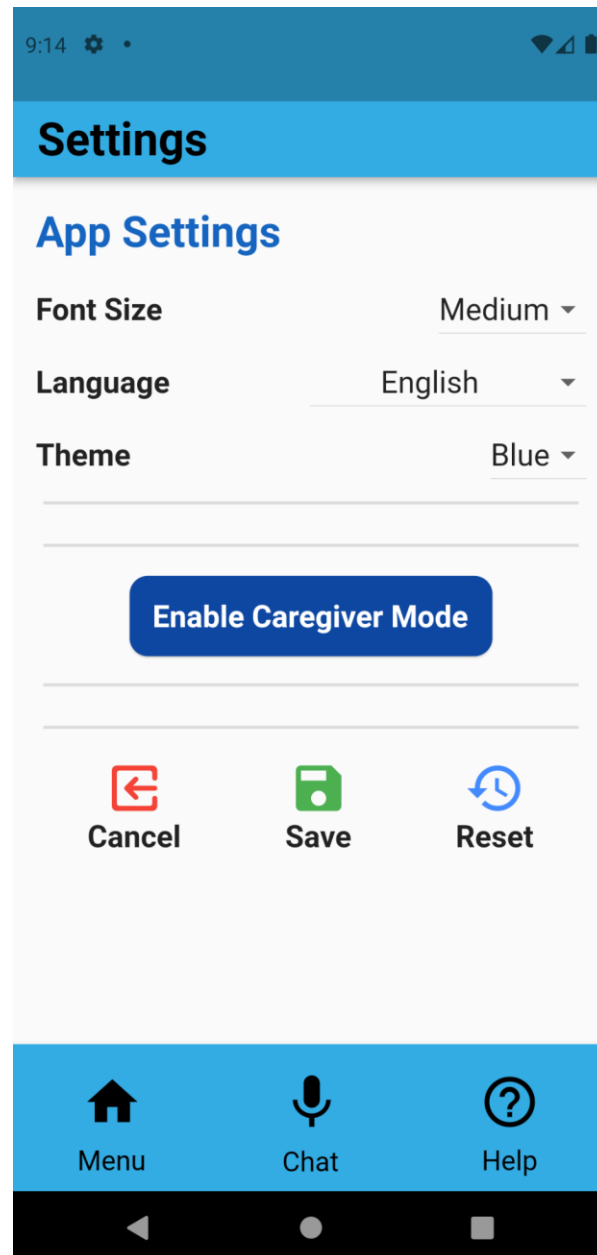 9:14
Settings
App Settings
Font Size Medium
Language English
Theme Blue
Enable Caregiver Mode
Cancel Save Reset
Menu Chat Help